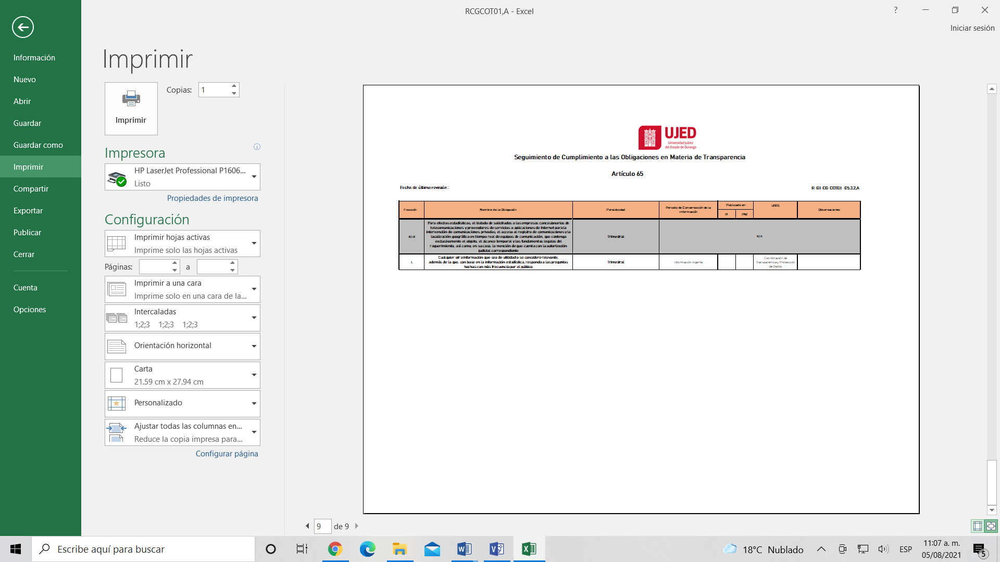 RCGCOT01,A - Excel
?
Iniciar sesión
Información
Nuevo
Abrir
Guardar
Guardar como
Imprimir
Compartir
Exportar
Publicar
Cerrar
Cuenta
Opciones
Imprimir
Imprimir
Copias: 1
Impresora
HP LaserJet Professional P1606...
Listo
Propiedades de impresora
Configuración
Imprimir hojas activas
Imprime solo las hojas activas
Páginas: a
Imprimir a una cara
Imprime solo en una cara de la...
Intercaladas
1;2;3 1;2;3 1;2;3
Orientación horizontal
Carta
21.59 cm x 27.94 cm
Personalizado
Ajustar todas las columnas en...
Reduce la copia impresa para...
Configurar página
UJED
Universidad Juárez
del Estado de Durango
Seguimiento de Cumplimiento a las Obligaciones en Materia de Transparencia
Artículo 65
Fecha de última revisión:
Fracción
Nombre de la Obligación
Periodicidad
Periodo de Conservación de la
información
Publicado en:
URES
Observaciones
XLIX
Para efectos estadísticos, el listado de solicitudes a las empresas concesionarias de
telecomunicaciones y proveedores de servicios o aplicaciones de Internet para la
intervención de comunicaciones privadas, el acceso al registro de comunicaciones y la
localización geográfica en tiempo real de equipos de comunicación, que contenga
exclusivamente el objeto, el alcance temporal y los fundamentos legales del
requerimiento, así como, en su caso, la mención de que cuenta con la autorización
judicial correspondiente
Trimestral
N/A
L
Cualquier otra información que sea de utilidad o se considere relevante,
además de la que, con base en la información estadística, responda a las preguntas
hechas con más frecuencia por el público
Trimestral
Información vigente
Coordinación de
Transparencia y Protección
de Datos
9 de 9
Escribe aquí para buscar
18°C Nublado
ESP
11:07 a. m.
05/08/2021
5